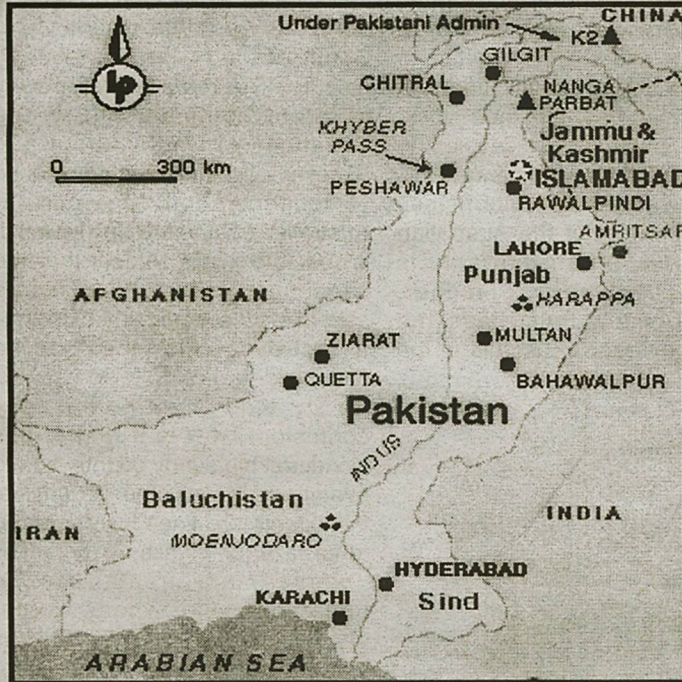 CHINA
Under Pakistani Admin
K2
GILGIT
CHITRAL
NANGA
PARBAT
lp
KHYBER
PASS
Jammu &
Kashmir
0 300 km
PESHAWAR
ISLAMABAD
RAWALPINDI
AMRITSAR
LAHORE
Punjab
AFGHANISTAN
HARAPPA
ZIARAT
MULTAN
QUETTA
BAHAWALPUR
Pakistan
INDUS
Baluchistan
INDIA
IRAN
MOENJODARO
HYDERABAD
KARACHI
Sind
ARABIAN SEA